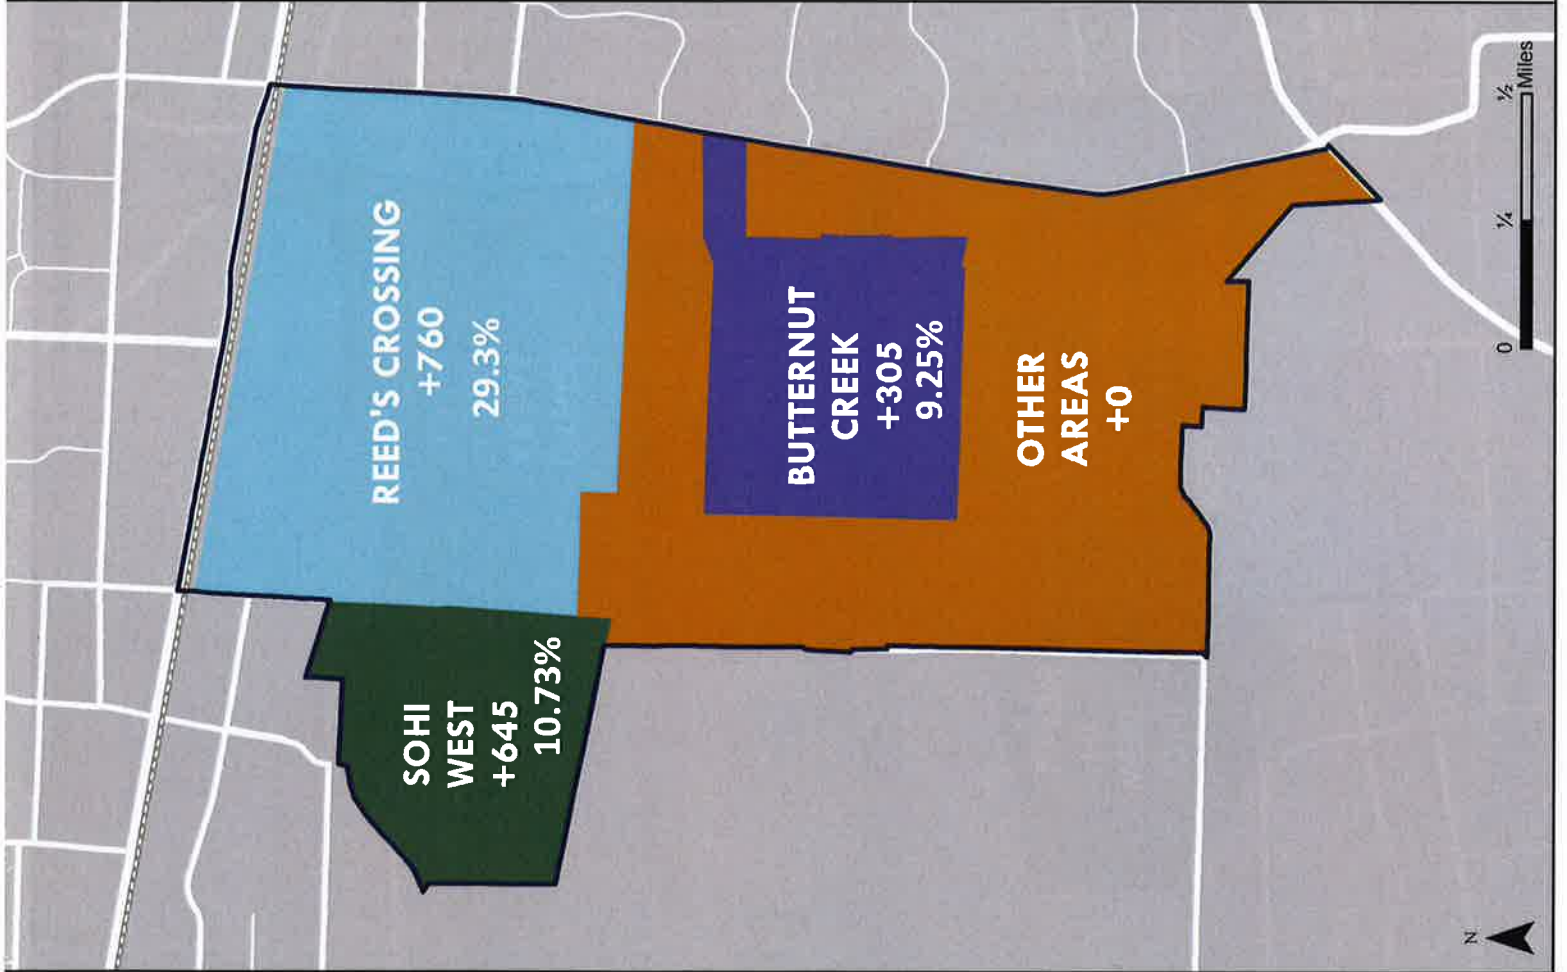 REED'S CROSSING
+760
29.3%
SOHI
WEST
+645
10.73%
BUTTERNUT
CREEK
+305
9.25%
OTHER
AREAS
+0
N
0 ¼ ½
Miles